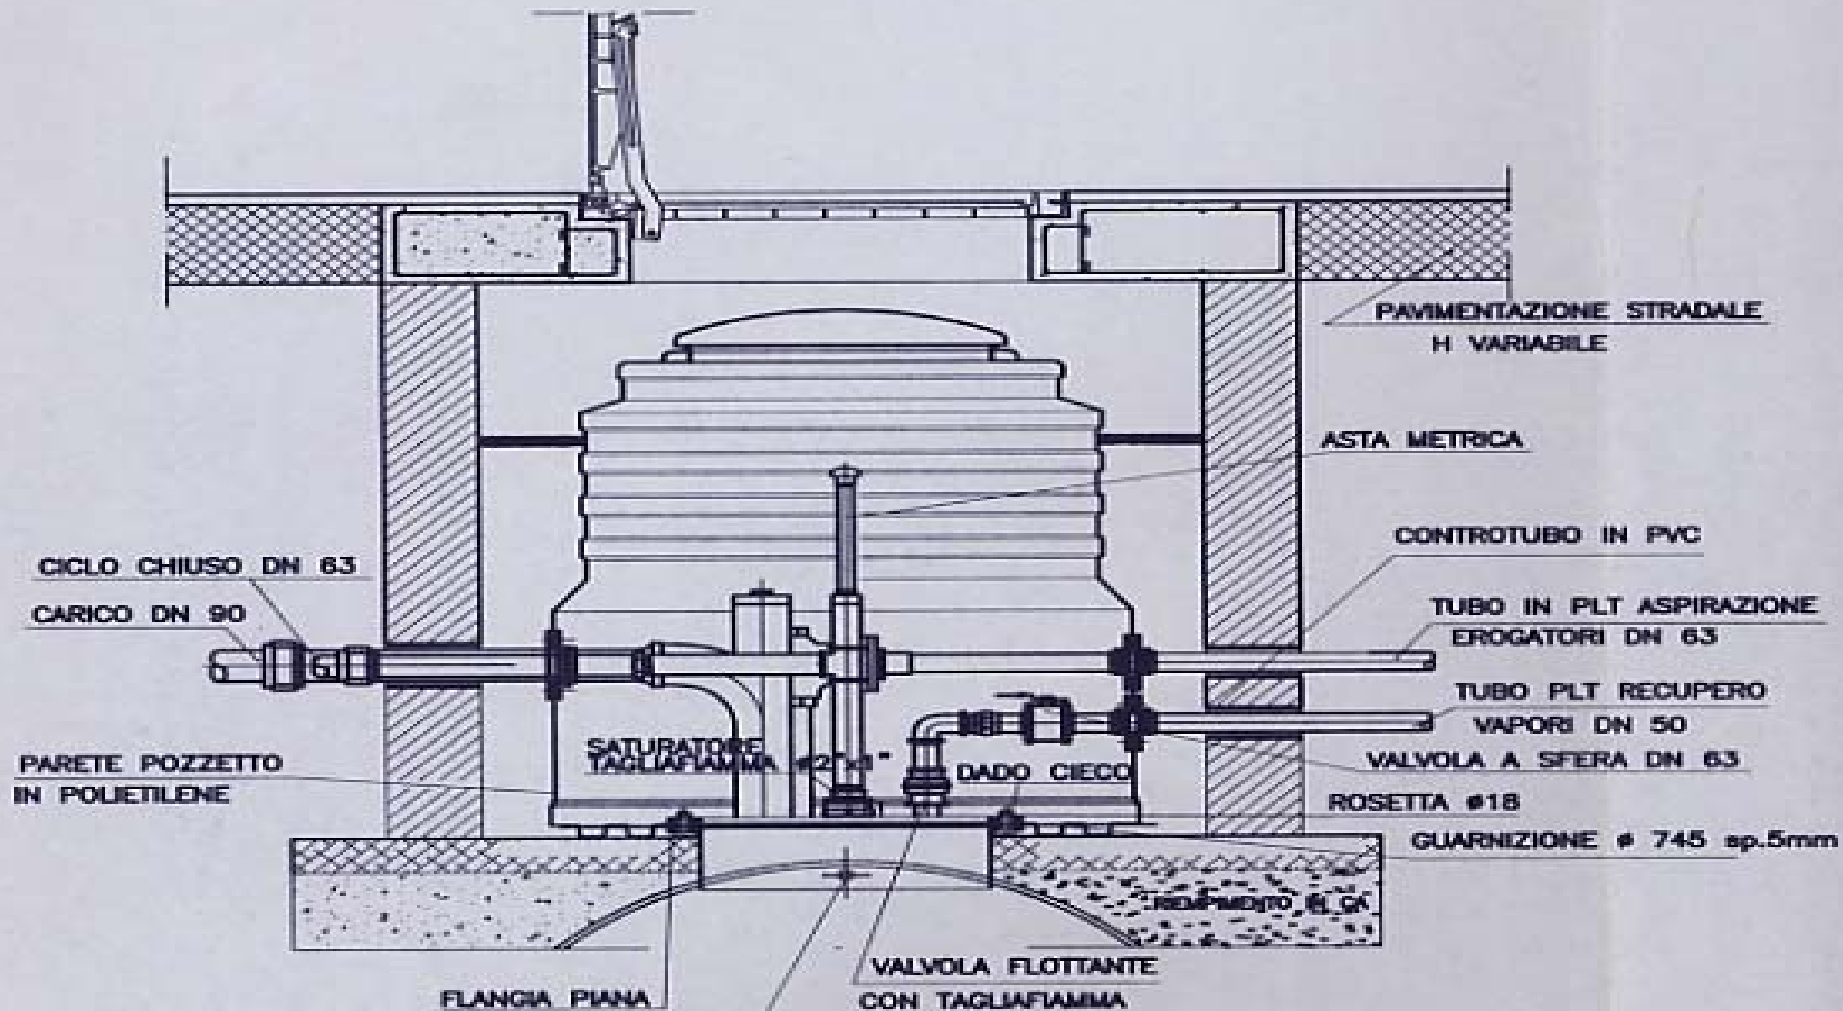 PAVIMENTAZIONE STRADALE
H VARIABILE
ASTA METRICA
CONTROTUBO IN PVC
CICLO CHIUSO DN 63
CARICO DN 90
TUBO IN PLT ASPIRAZIONE
EROGATORI DN 63
TUBO PLT RECUPERO
VAPORI DN 50
VALVOLA A SFERA DN 63
SATURATORE
TAGLIAFIAMMA ø2"x1"
DADO CIECO
PARETE POZZETTO
IN POLIETILENE
ROSETTA ø18
GUARNIZIONE ø 745 sp.5mm
RIEMPIMENTO IN CA
VALVOLA FLOTTANTE
CON TAGLIAFIAMMA
FLANGIA PIANA